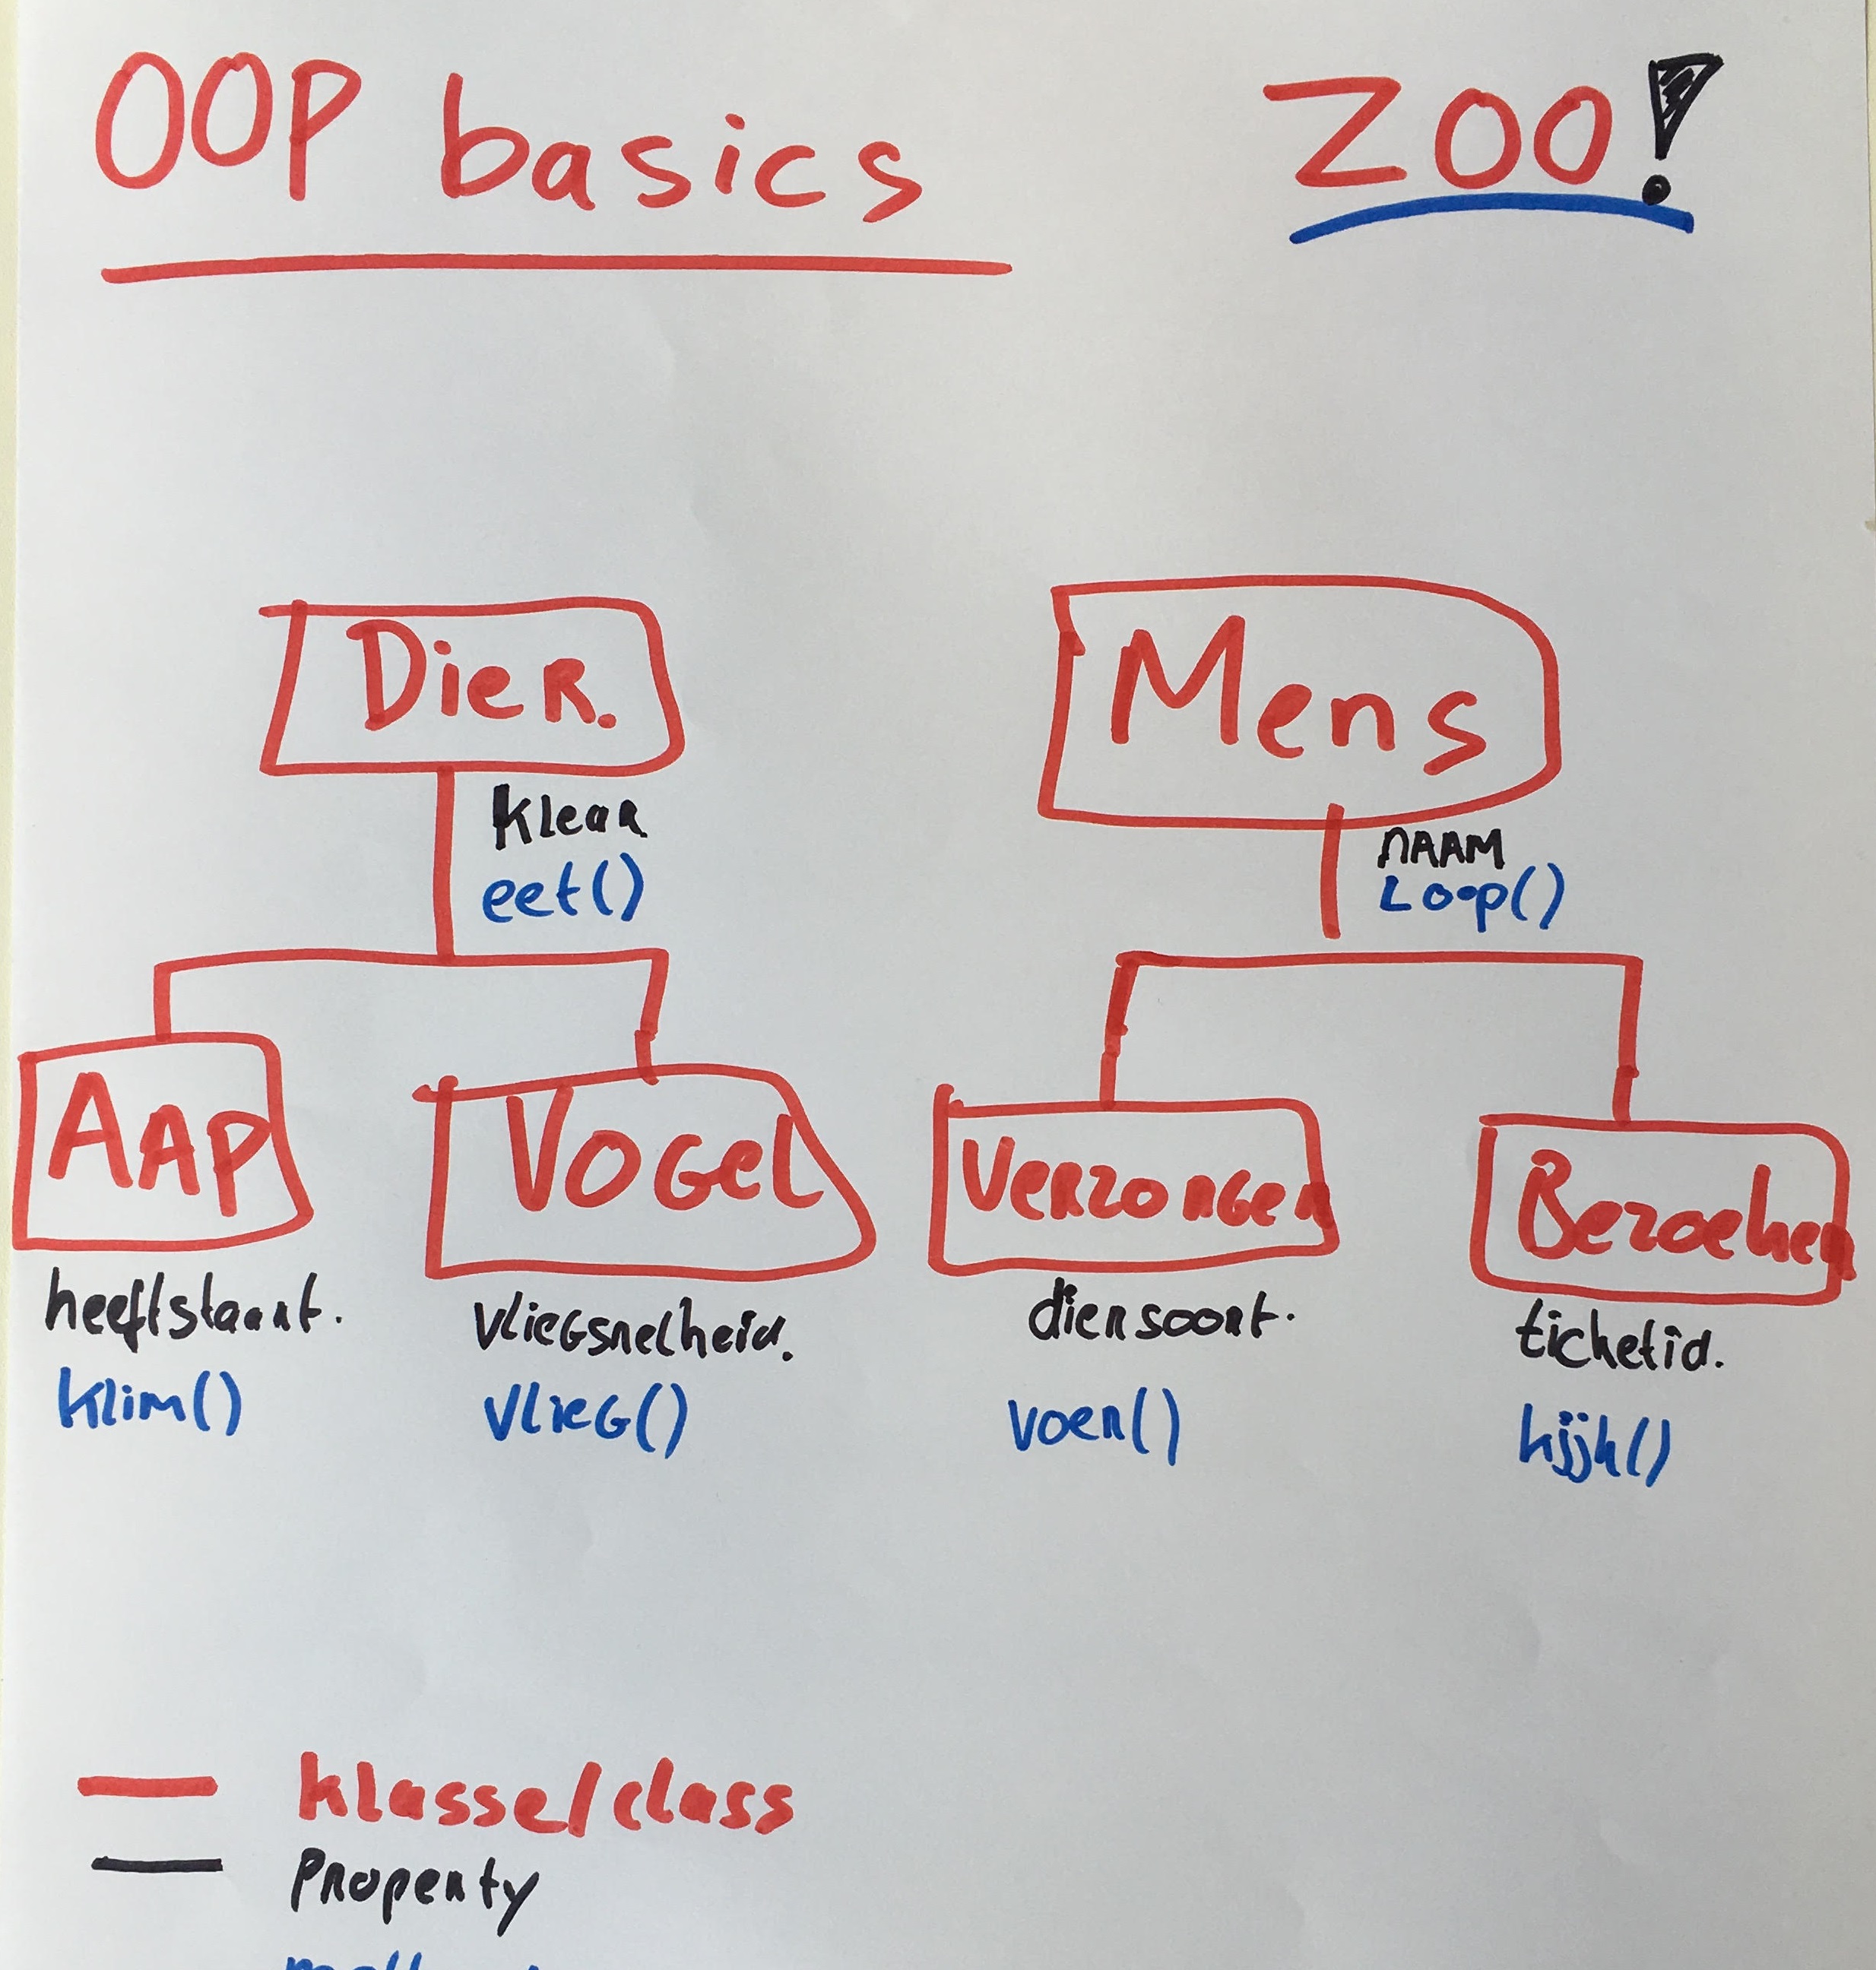 OOP basics
ZOO!
Dier.
Mens
kleur
eet()
NAAM
Loop()
AAP
Vogel
Verzorger
Bezoeker
heeftstaart.
vliegsnelheid.
diersoort.
ticketid.
klim()
vlieg()
voer()
kijk()
klasse/class
Property